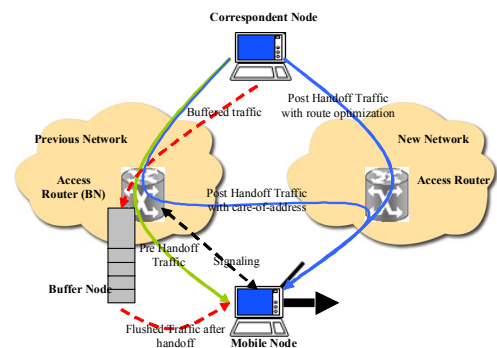 Correspondent Node
Buffered traffic
Post Handoff Traffic
with route optimization
Previous Network
New Network
Access
Router (BN)
Access Router
Post Handoff Traffic
with care-of-address
Pre Handoff
Traffic
Signaling
Buffer Node
Flushed Traffic after
handoff
Mobile Node